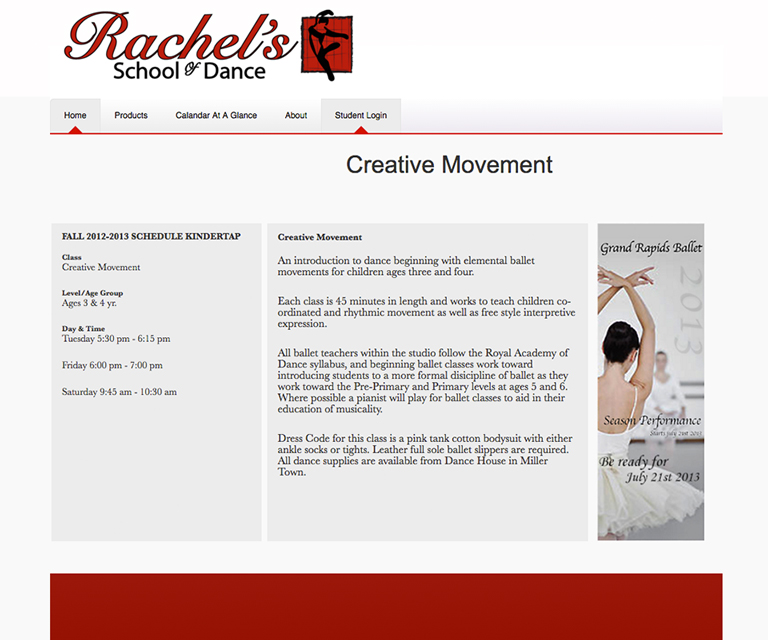 Rachel's
School of Dance
Home Products Calandar At A Glance About Student Login
Creative Movement
FALL 2012-2013 SCHEDULE KINDERTAP
Class
Creative Movement
Level/Age Group
Ages 3 & 4 yr.
Day & Time
Tuesday 5:30 pm - 6:15 pm
Friday 6:00 pm - 7:00 pm
Saturday 9:45 am - 10:30 am
Creative Movement
An introduction to dance beginning with elemental ballet
movements for children ages three and four.
Each class is 45 minutes in length and works to teach children co-
ordinated and rhythmic movement as well as free style interpretive
expression.
All ballet teachers within the studio follow the Royal Academy of
Dance syllabus, and beginning ballet classes work toward
introducing students to a more formal disicipline of ballet as they
work toward the Pre-Primary and Primary levels at ages 5 and 6.
Where possible a pianist will play for ballet classes to aid in their
education of musicality.
Dress Code for this class is a pink tank cotton bodysuit with either
ankle socks or tights. Leather full sole ballet slippers are required.
All dance supplies are available from Dance House in Miller
Town.
Grand Rapids Ballet
2013
Season Performance
Starts July 21st 2013
Be ready for
July 21st 2013